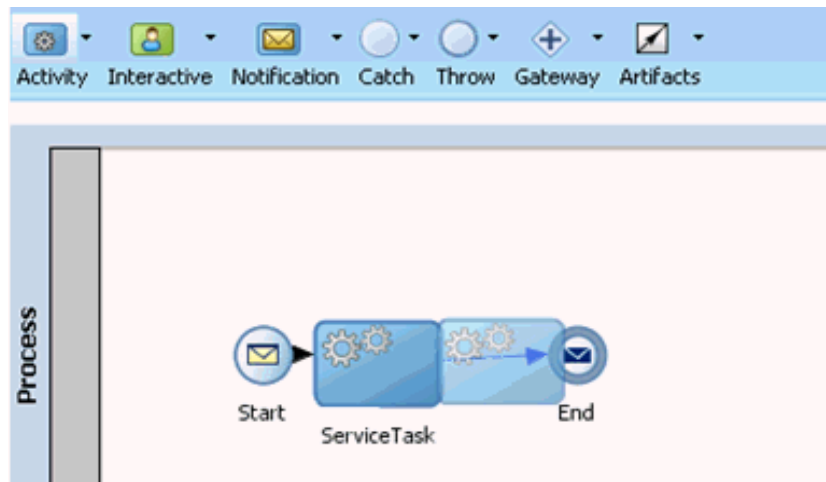 Activity Interactive Notification Catch Throw Gateway Artifacts
Process
Start
End
ServiceTask